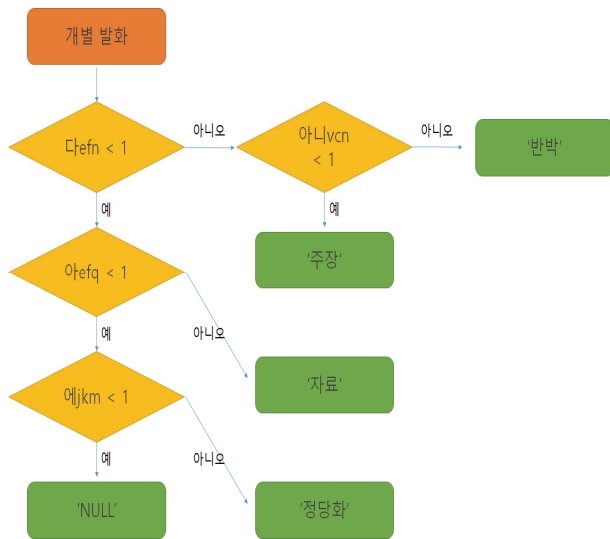 개별 발화
다efn < 1
아니오
아니vcn
< 1
아니오
'반박'
예
예
'주장'
아efq < 1
예
아니오
'자료'
에jkm < 1
예
아니오
'NULL'
'정당화'